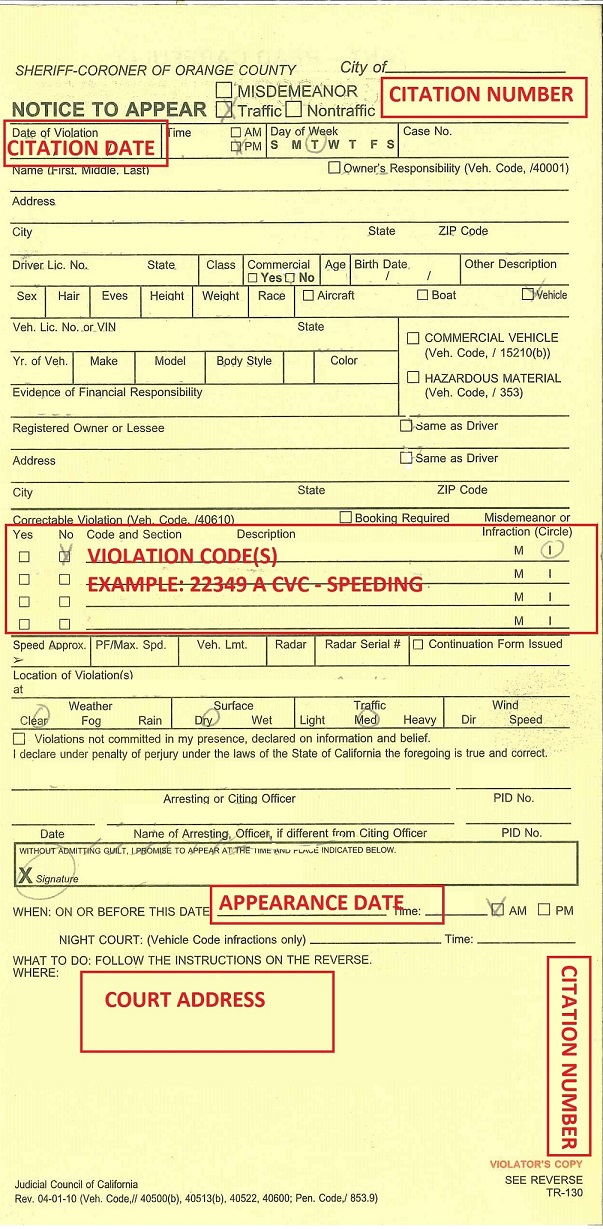 SHERIFF-CORONER OF ORANGE COUNTY City of
MISDEMEANOR
NOTICE TO APPEAR X Traffic Nontraffic CITATION NUMBER
Date of Violation Time AM Day of Week Case No.
CITATION DATE PM S M T W T F S
Name (First, Middle, Last) Owner's Responsibility (Veh. Code, /40001)
Address
City State ZIP Code
Driver Lic. No. State Class Commercial Age Birth Date Other Description
Yes No / /
Sex Hair Eyes Height Weight Race Aircraft Boat Vehicle
Veh. Lic. No. or VIN State
COMMERCIAL VEHICLE
(Veh. Code, / 15210(b))
Yr. of Veh. Make Model Body Style Color
HAZARDOUS MATERIAL
(Veh. Code, / 353)
Evidence of Financial Responsibility
Registered Owner or Lessee Same as Driver
Address Same as Driver
City State ZIP Code
Correctable Violation (Veh. Code, /40610) Booking Required Misdemeanor or
Yes No Code and Section Description Infraction (Circle)
VIOLATION CODE(S) M I
EXAMPLE: 22349 A CVC - SPEEDING M I
M I
M I
Speed Approx. PF/Max. Spd. Veh. Lmt. Radar Radar Serial # Continuation Form Issued
Location of Violation(s)
at
Weather Surface Traffic Wind
Clear Fog Rain Dry Wet Light Med Heavy Dir Speed
Violations not committed in my presence, declared on information and belief.
I declare under penalty of perjury under the laws of the State of California the foregoing is true and correct.
Arresting or Citing Officer PID No.
Date Name of Arresting, Officer, if different from Citing Officer PID No.
WITHOUT ADMITTING GUILT, I PROMISE TO APPEAR AT THE TIME AND PLACE INDICATED BELOW.
X Signature
WHEN: ON OR BEFORE THIS DATE APPEARANCE DATE Time: AM PM
NIGHT COURT: (Vehicle Code infractions only) Time:
WHAT TO DO: FOLLOW THE INSTRUCTIONS ON THE REVERSE.
WHERE:
COURT ADDRESS
CITATION NUMBER
VIOLATOR'S COPY
SEE REVERSE
TR-130
Judicial Council of California
Rev. 04-01-10 (Veh. Code,// 40500(b), 40513(b), 40522, 40600; Pen. Code,/ 853.9)